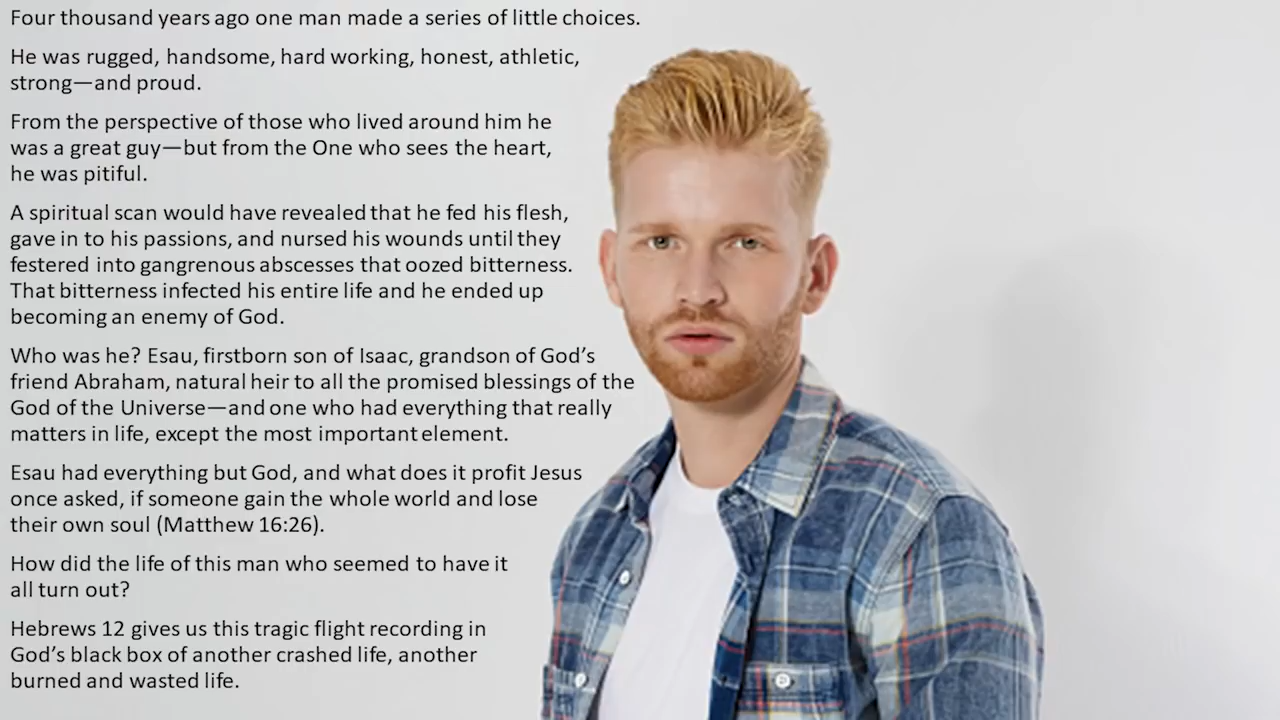 Four thousand years ago one man made a series of little choices.
He was rugged, handsome, hard working, honest, athletic,
strong—and proud.
From the perspective of those who lived around him he
was a great guy—but from the One who sees the heart,
he was pitiful.
A spiritual scan would have revealed that he fed his flesh,
gave in to his passions, and nursed his wounds until they
festered into gangrenous abscesses that oozed bitterness.
That bitterness infected his entire life and he ended up
becoming an enemy of God.
Who was he? Esau, firstborn son of Isaac, grandson of God’s
friend Abraham, natural heir to all the promised blessings of the
God of the Universe—and one who had everything that really
matters in life, except the most important element.
Esau had everything but God, and what does it profit Jesus
once asked, if someone gain the whole world and lose
their own soul (Matthew 16:26).
How did the life of this man who seemed to have it
all turn out?
Hebrews 12 gives us this tragic flight recording in
God’s black box of another crashed life, another
burned and wasted life.